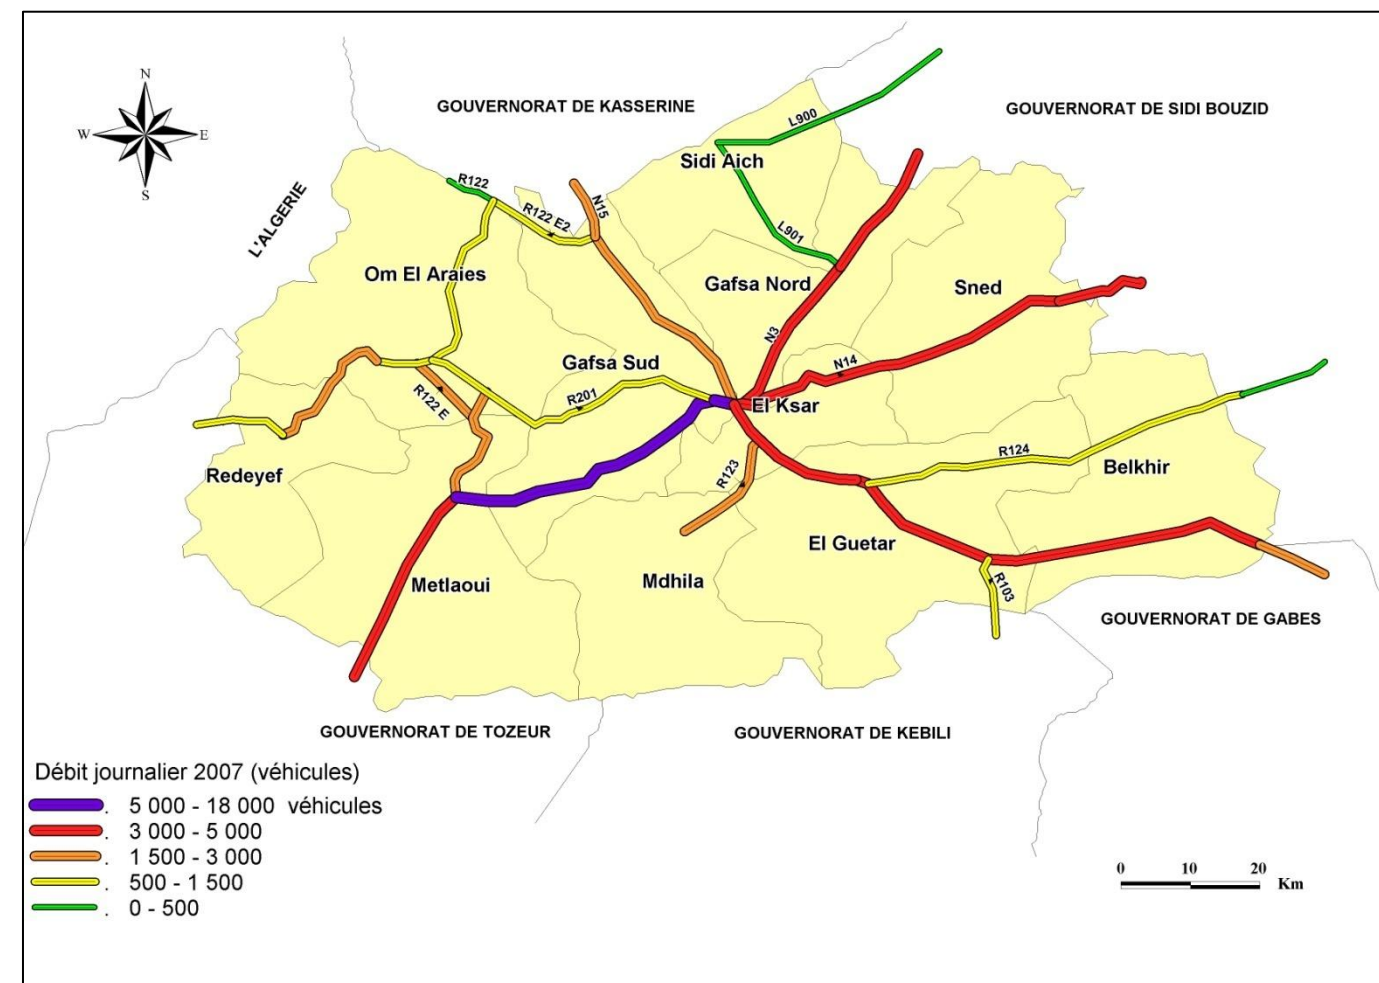 N
W
E
S
GOUVERNORAT DE KASSERINE
GOUVERNORAT DE SIDI BOUZID
L'ALGERIE
L900
Sidi Aich
R122
R122 E2
N15
L901
Om El Araies
Gafsa Nord
Sned
N3
N14
Gafsa Sud
R122 E
R201
El Ksar
R124
Belkhir
Redeyef
R123
El Guetar
Metlaoui
Mdhila
R103
GOUVERNORAT DE GABES
GOUVERNORAT DE TOZEUR
GOUVERNORAT DE KEBILI
Débit journalier 2007 (véhicules)
. 5 000 - 18 000 véhicules
. 3 000 - 5 000
. 1 500 - 3 000
. 500 - 1 500
. 0 - 500
0 10 20
Km